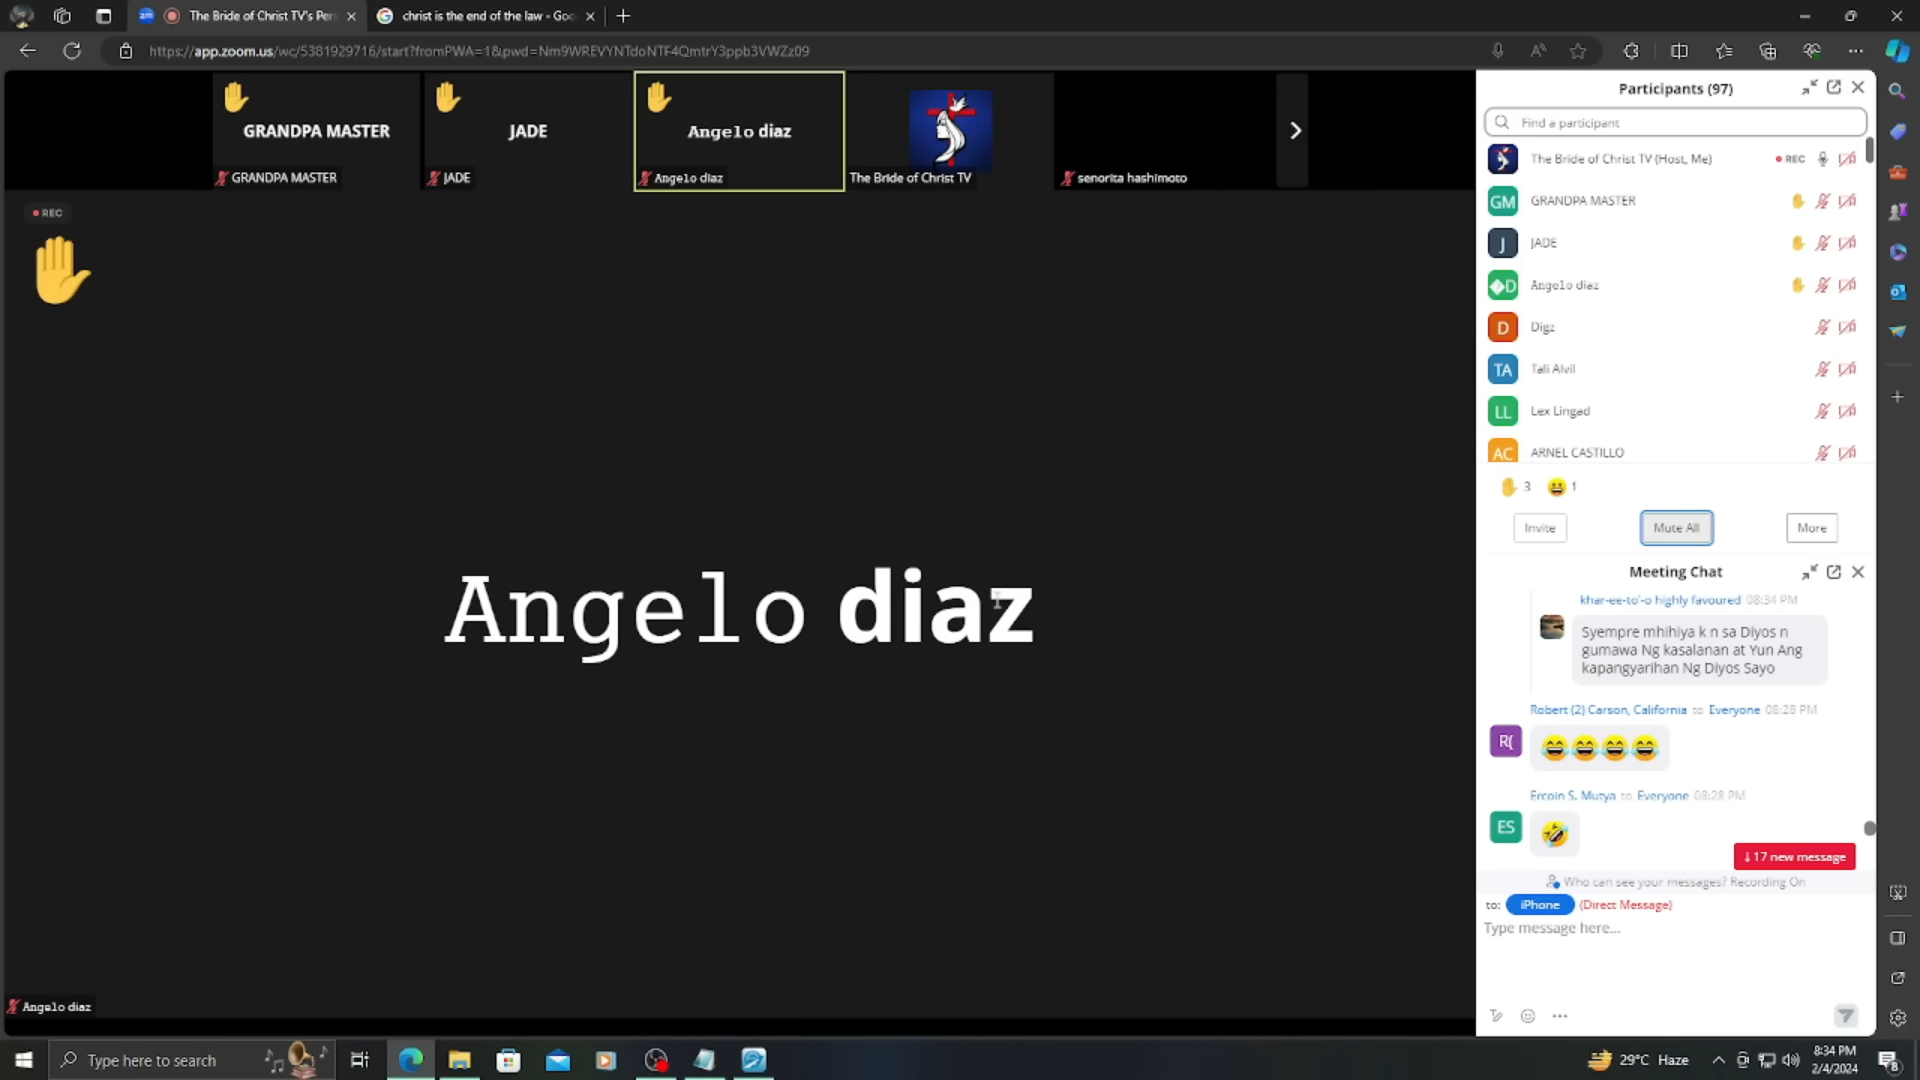 The Bride of Christ TV's Per
christ is the end of the law - Goo
https://app.zoom.us/wc/5381929716/start?fromPWA=1&pwd=Nm9WREVYNTdoNTF4QmtrY3ppb3VWZz09
GRANDPA MASTER
JADE
Angelo diaz
GRANDPA MASTER
JADE
Angelo diaz
The Bride of Christ TV
senorita hashimoto
REC
Angelo diaz
Angelo diaz
Participants (97)
Find a participant
The Bride of Christ TV (Host, Me)
REC
GM
GRANDPA MASTER
J
JADE
D
Angelo diaz
D
Digz
TA
Tali Alvil
LL
Lex Lingad
AC
ARNEL CASTILLO
3
1
Invite
Mute All
More
Meeting Chat
khar-ee-to'-o highly favoured 08:34 PM
Syempre mhihiya k n sa Diyos n
gumawa Ng kasalanan at Yun Ang
kapangyarihan Ng Diyos Sayo
Robert (2) Carson, California to Everyone 08:28 PM
R(
Ercoin S. Mutya to Everyone 08:28 PM
ES
17 new message
Who can see your messages? Recording On
to: iPhone (Direct Message)
Type message here...
Type here to search
29°C Haze
8:34 PM
2/4/2024
8